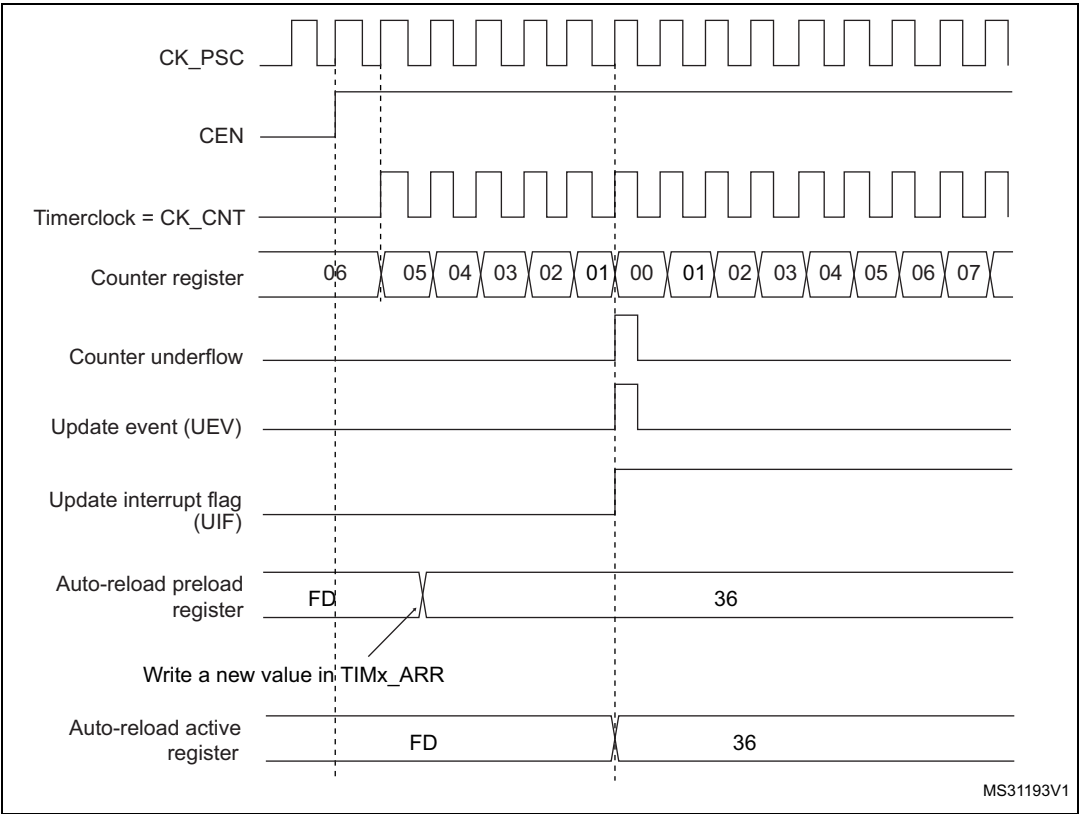 CK_PSC
CEN
Timerclock = CK_CNT
Counter register 06 05 04 03 02 01 00 01 02 03 04 05 06 07
Counter underflow
Update event (UEV)
Update interrupt flag
(UIF)
Auto-reload preload
register
FD 36
Write a new value in TIMx_ARR
Auto-reload active
register
FD 36
MS31193V1